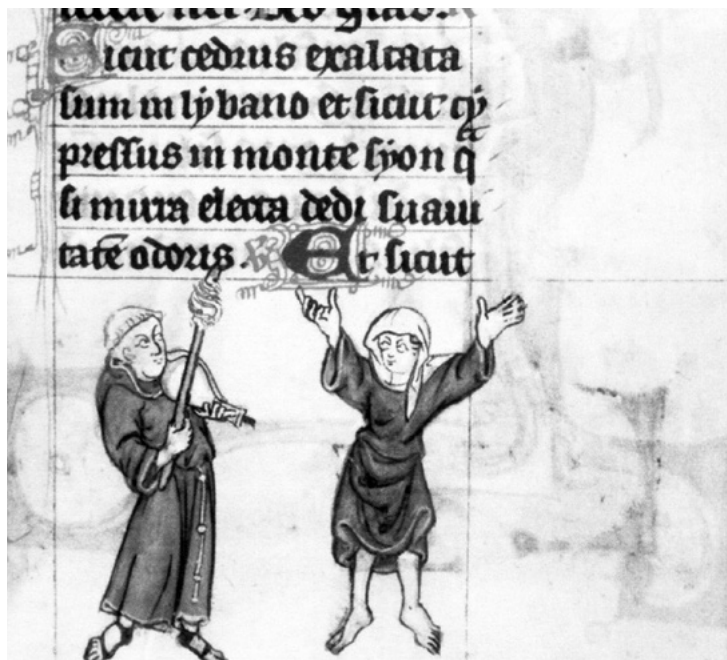 Sicut cedrus exaltata
sum in lybano et sicut cy
pressus in monte syon q̄
si mirra electa dedi suaui
tatē odoris. Et sicut